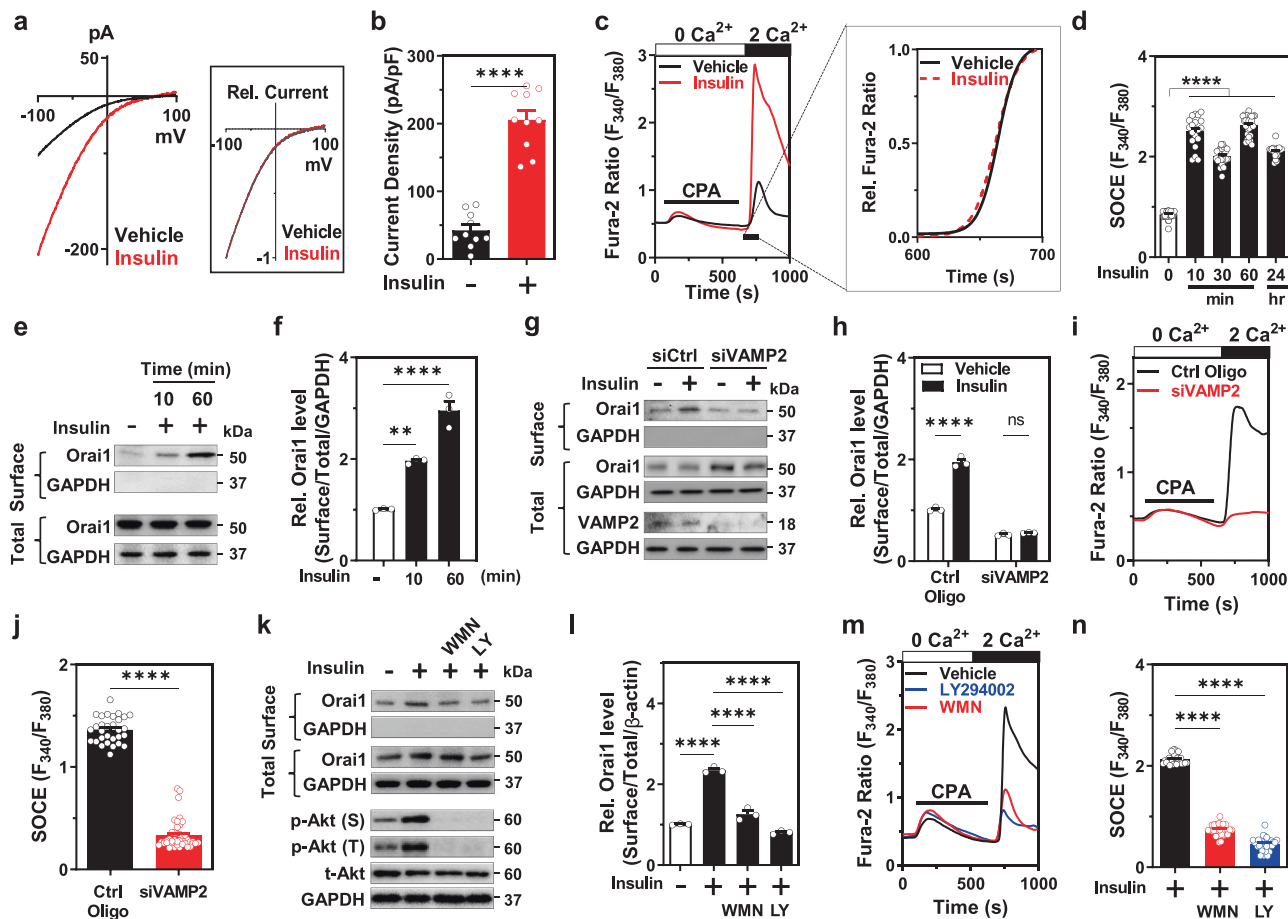 a
pA
50
-100
100
mV
-200
Vehicle
Insulin
Rel. Current
-100
100
mV
-1
Vehicle
Insulin
b
Current Density (pA/pF)
300
250
200
150
100
50
0
****
Insulin - +
c
0 Ca²⁺ 2 Ca²⁺
Fura-2 Ratio (F₃₄₀/F₃₈₀)
3
2
1
0
Vehicle
Insulin
CPA
0 500 1000
Time (s)
Rel. Fura-2 Ratio
1.0
0.5
0.0
Vehicle
Insulin
600 700
Time (s)
d
SOCE (F₃₄₀/F₃₈₀)
4
2
0
****
Insulin 0 10 30 60 24
min hr
e
Time (min)
10 60
Insulin - + + kDa
Surface
Orai1 50
GAPDH 37
Total
Orai1 50
GAPDH 37
f
Rel. Orai1 level
(Surface/Total/GAPDH)
4
2
0
****
**
Insulin - 10 60 (min)
g
siCtrl siVAMP2
Insulin - + - + kDa
Surface
Orai1 50
GAPDH 37
Total
Orai1 50
GAPDH 37
VAMP2 18
GAPDH 37
h
Rel. Orai1 level
(Surface/Total/GAPDH)
4
2
0
Vehicle
Insulin
****
ns
Ctrl
Oligo
siVAMP2
i
0 Ca²⁺ 2 Ca²⁺
Fura-2 Ratio (F₃₄₀/F₃₈₀)
2
1
0
Ctrl Oligo
siVAMP2
CPA
0 500 1000
Time (s)
j
SOCE (F₃₄₀/F₃₈₀)
2
1
0
****
Ctrl
Oligo
siVAMP2
k
WMN
LY
Insulin - + + + kDa
Total Surface
Orai1 50
GAPDH 37
Orai1 50
GAPDH 37
p-Akt (S) 60
p-Akt (T) 60
t-Akt 60
GAPDH 37
l
Rel. Orai1 level
(Surface/Total/β-actin)
4
2
0
****
****
****
Insulin - + + +
WMN LY
m
0 Ca²⁺ 2 Ca²⁺
Fura-2 Ratio (F₃₄₀/F₃₈₀)
3
2
1
0
Vehicle
LY294002
WMN
CPA
0 500 1000
Time (s)
n
SOCE (F₃₄₀/F₃₈₀)
4
2
0
****
****
Insulin + + +
WMN LY